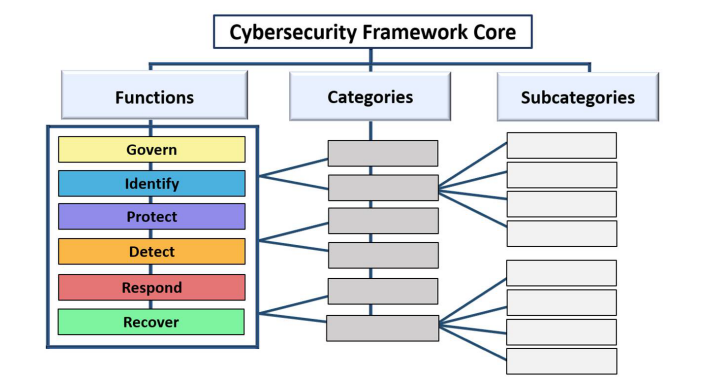 Cybersecurity Framework Core
Functions
Categories
Subcategories
Govern
Identify
Protect
Detect
Respond
Recover